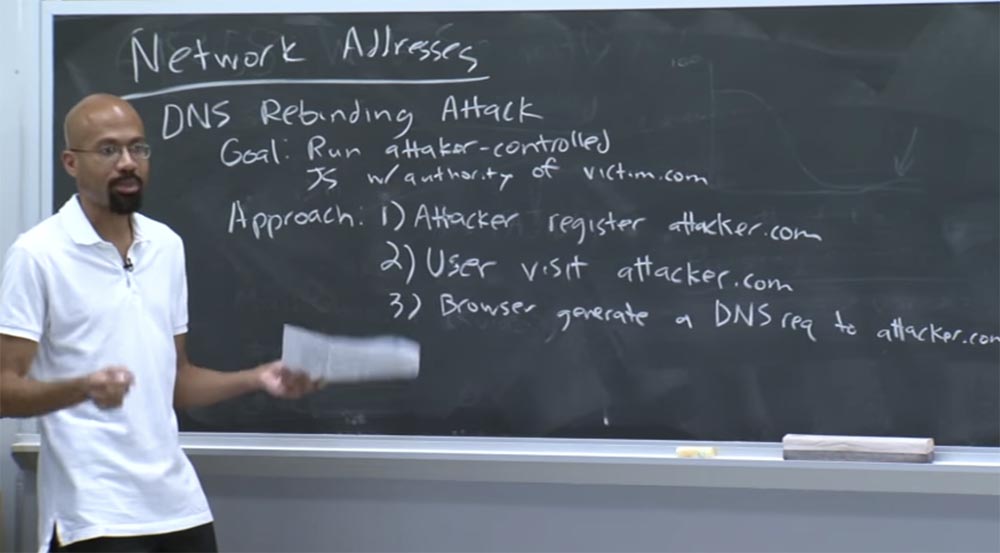 Network Addresses
DNS Rebinding Attack
Goal: Run attaker-controlled
JS w/authority of victim.com
Approach: 1) Attacker register attacker.com
2) User visit attacker.com
3) Browser generate a DNS req to attacker.com